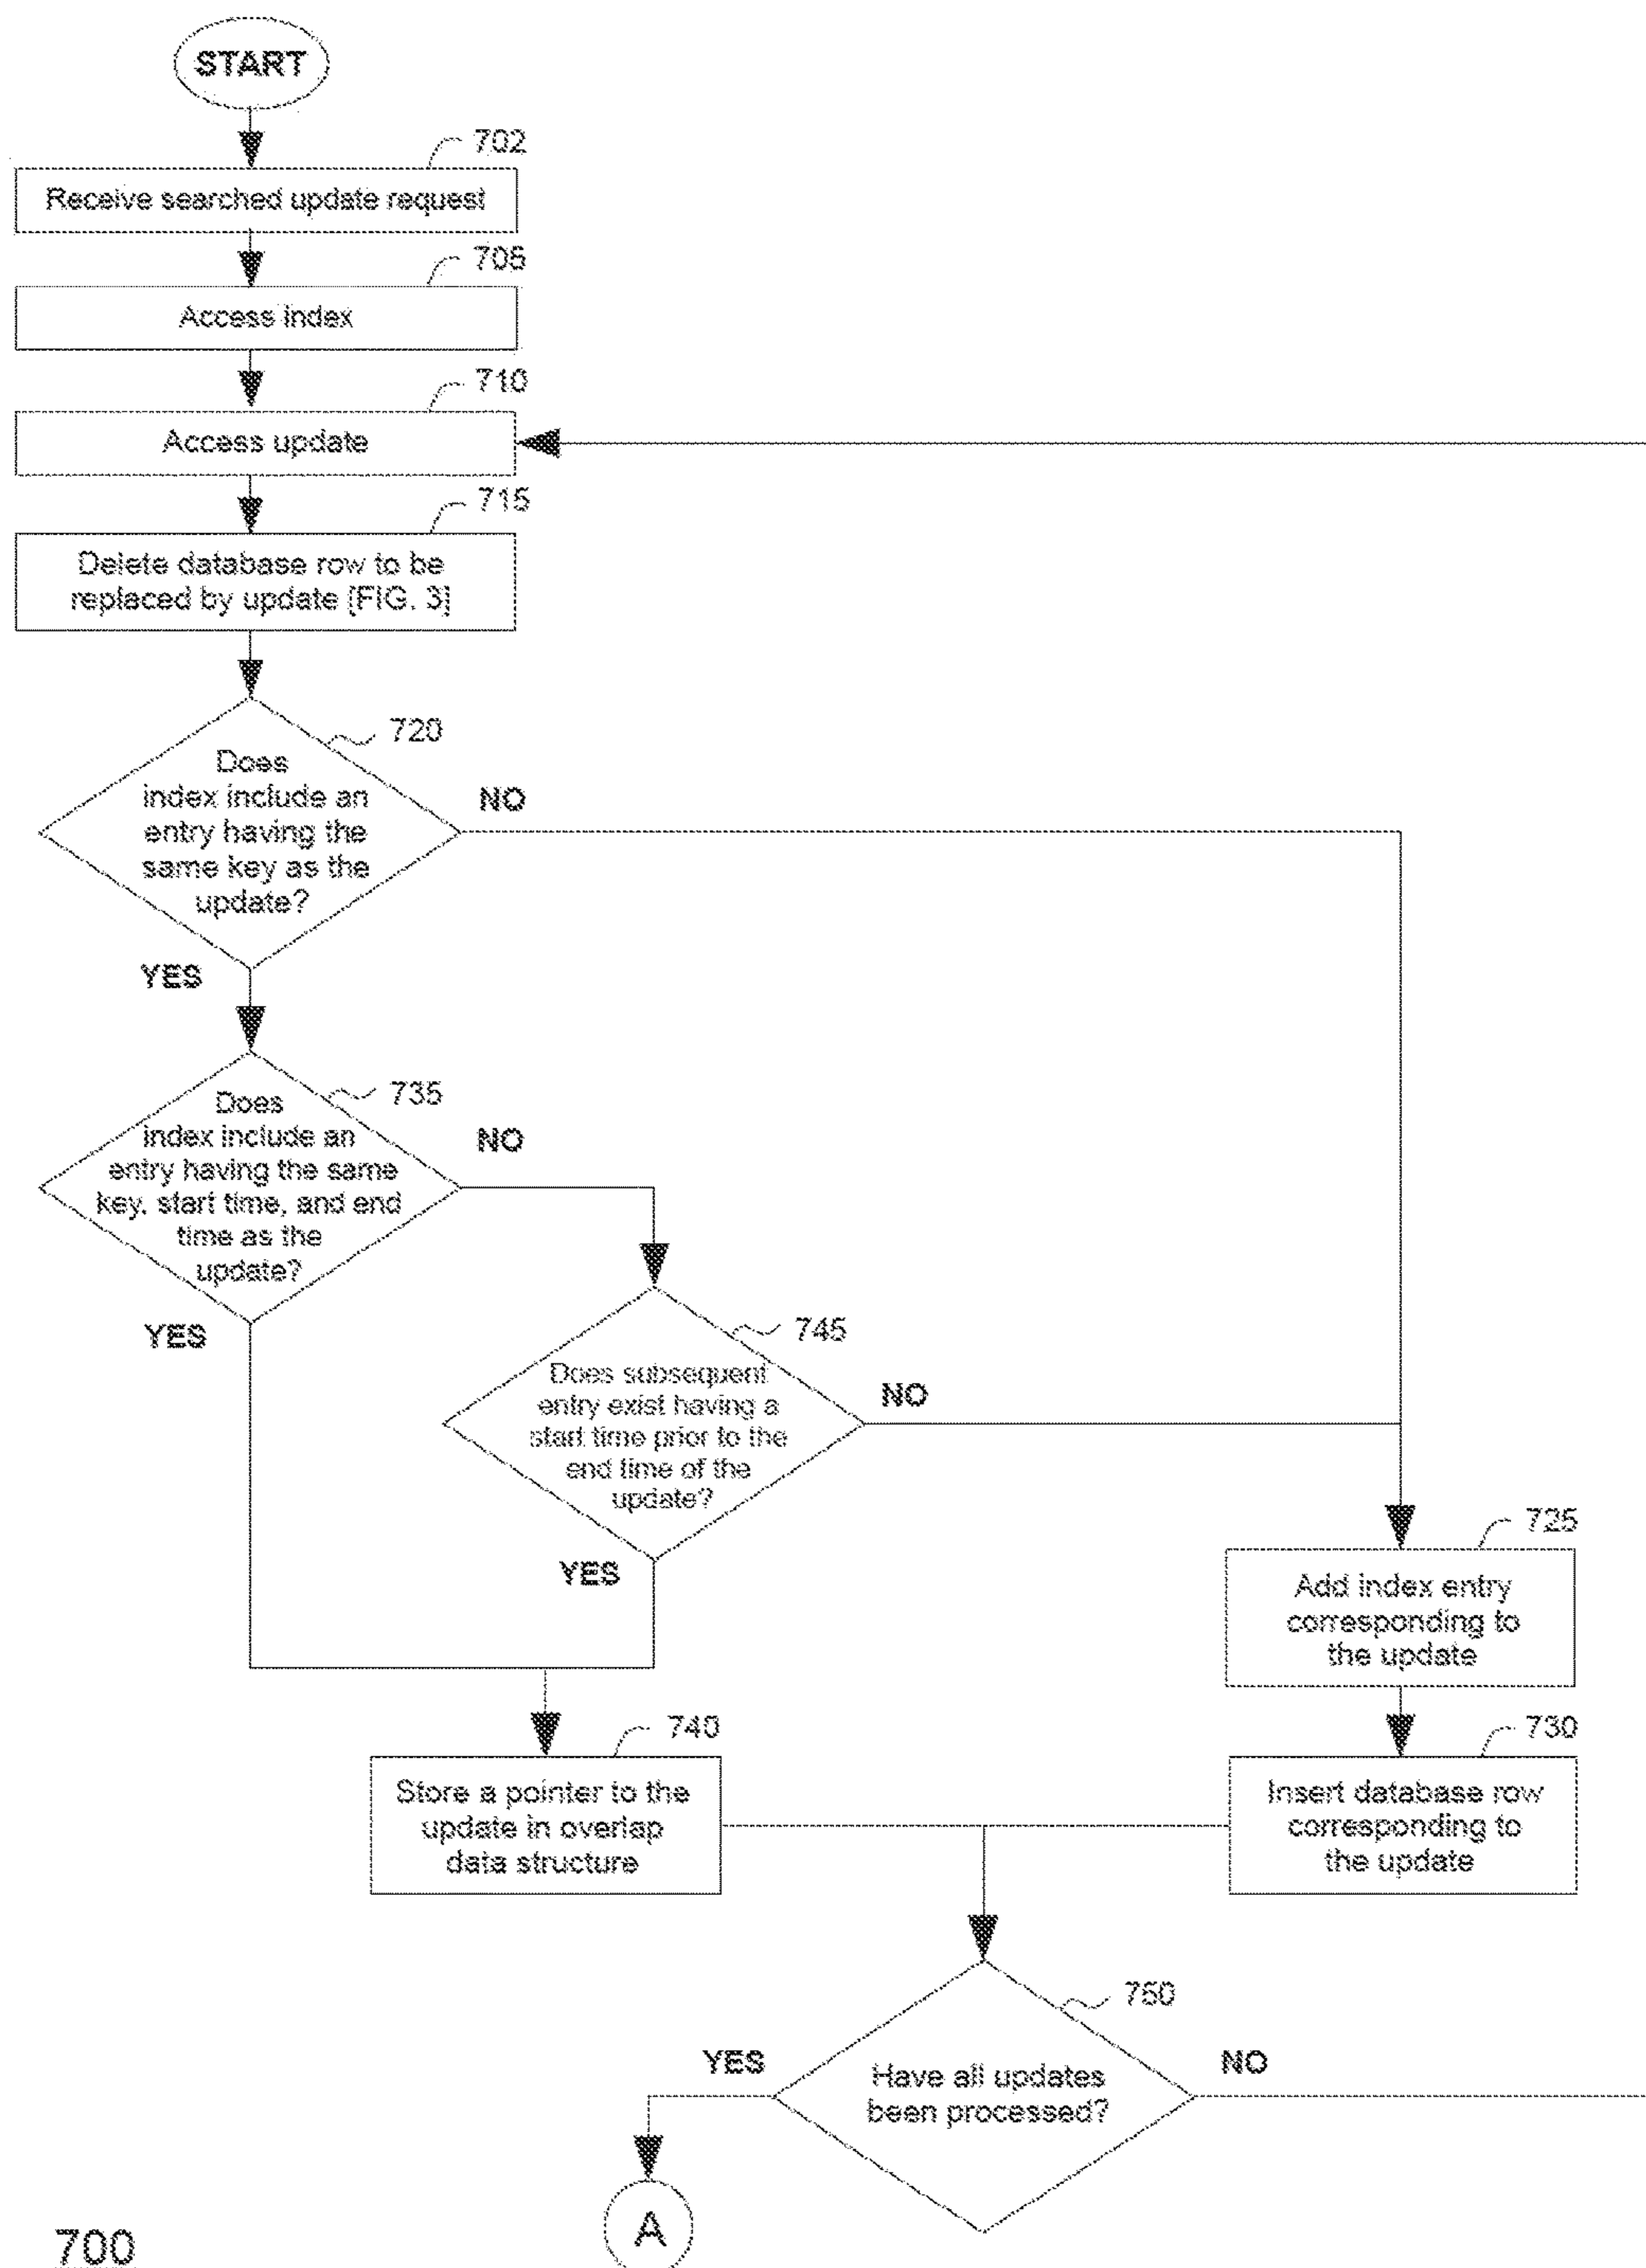 START
702
Receive searched update request
705
Access index
710
Access update
715
Delete database row to be
replaced by update [FIG. 3]
720
Does
index include an
entry having the
same key as the
update?
NO
YES
735
Does
index include an
entry having the same
key, start time, and end
time as the
update?
NO
YES
745
Does subsequent
entry exist having a
start time prior to the
end time of the
update?
NO
YES
725
Add index entry
corresponding to
the update
740
Store a pointer to the
update in overlap
data structure
730
Insert database row
corresponding to
the update
750
YES
Have all updates
been processed?
NO
A
700